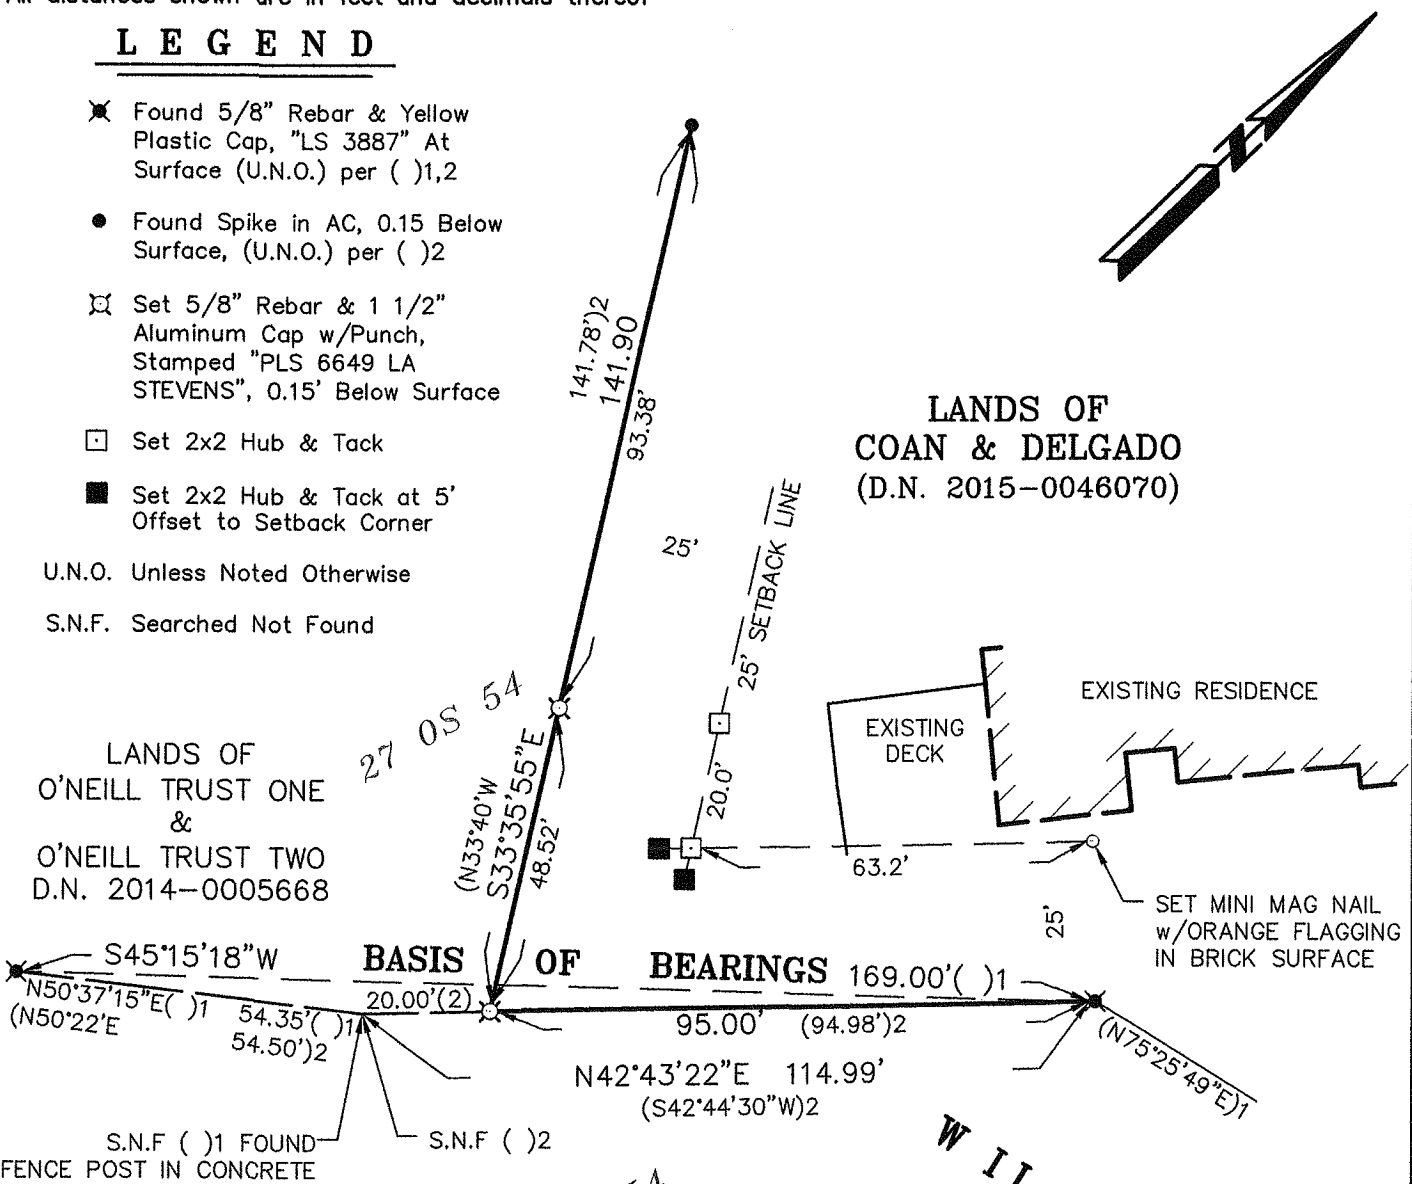 All distances shown are in feet and decimals thereof
LEGEND
Found 5/8" Rebar & Yellow
Plastic Cap, "LS 3887" At
Surface (U.N.O.) per ( )1,2
Found Spike in AC, 0.15 Below
Surface, (U.N.O.) per ( )2
Set 5/8" Rebar & 1 1/2"
Aluminum Cap w/Punch,
Stamped "PLS 6649 LA
STEVENS", 0.15' Below Surface
Set 2x2 Hub & Tack
Set 2x2 Hub & Tack at 5'
Offset to Setback Corner
U.N.O. Unless Noted Otherwise
S.N.F. Searched Not Found
N
141.78')2
141.90
93.38'
LANDS OF
COAN & DELGADO
(D.N. 2015-0046070)
25'
25' SETBACK LINE
20.0'
EXISTING RESIDENCE
EXISTING
DECK
27 OS 54
LANDS OF
O'NEILL TRUST ONE
&
O'NEILL TRUST TWO
D.N. 2014-0005668
(N33°40'W
S33°35'55"E
48.52'
63.2'
25'
SET MINI MAG NAIL
w/ORANGE FLAGGING
IN BRICK SURFACE
S45°15'18"W
BASIS OF BEARINGS
169.00'( )1
N50°37'15"E( )1
(N50°22'E
54.35'( )1
54.50')2
20.00'(2)
95.00' (94.98')2
N42°43'22"E 114.99'
(S42°44'30"W)2
(N75°25'49"E)1
S.N.F ( )1 FOUND
FENCE POST IN CONCRETE
S.N.F ( )2